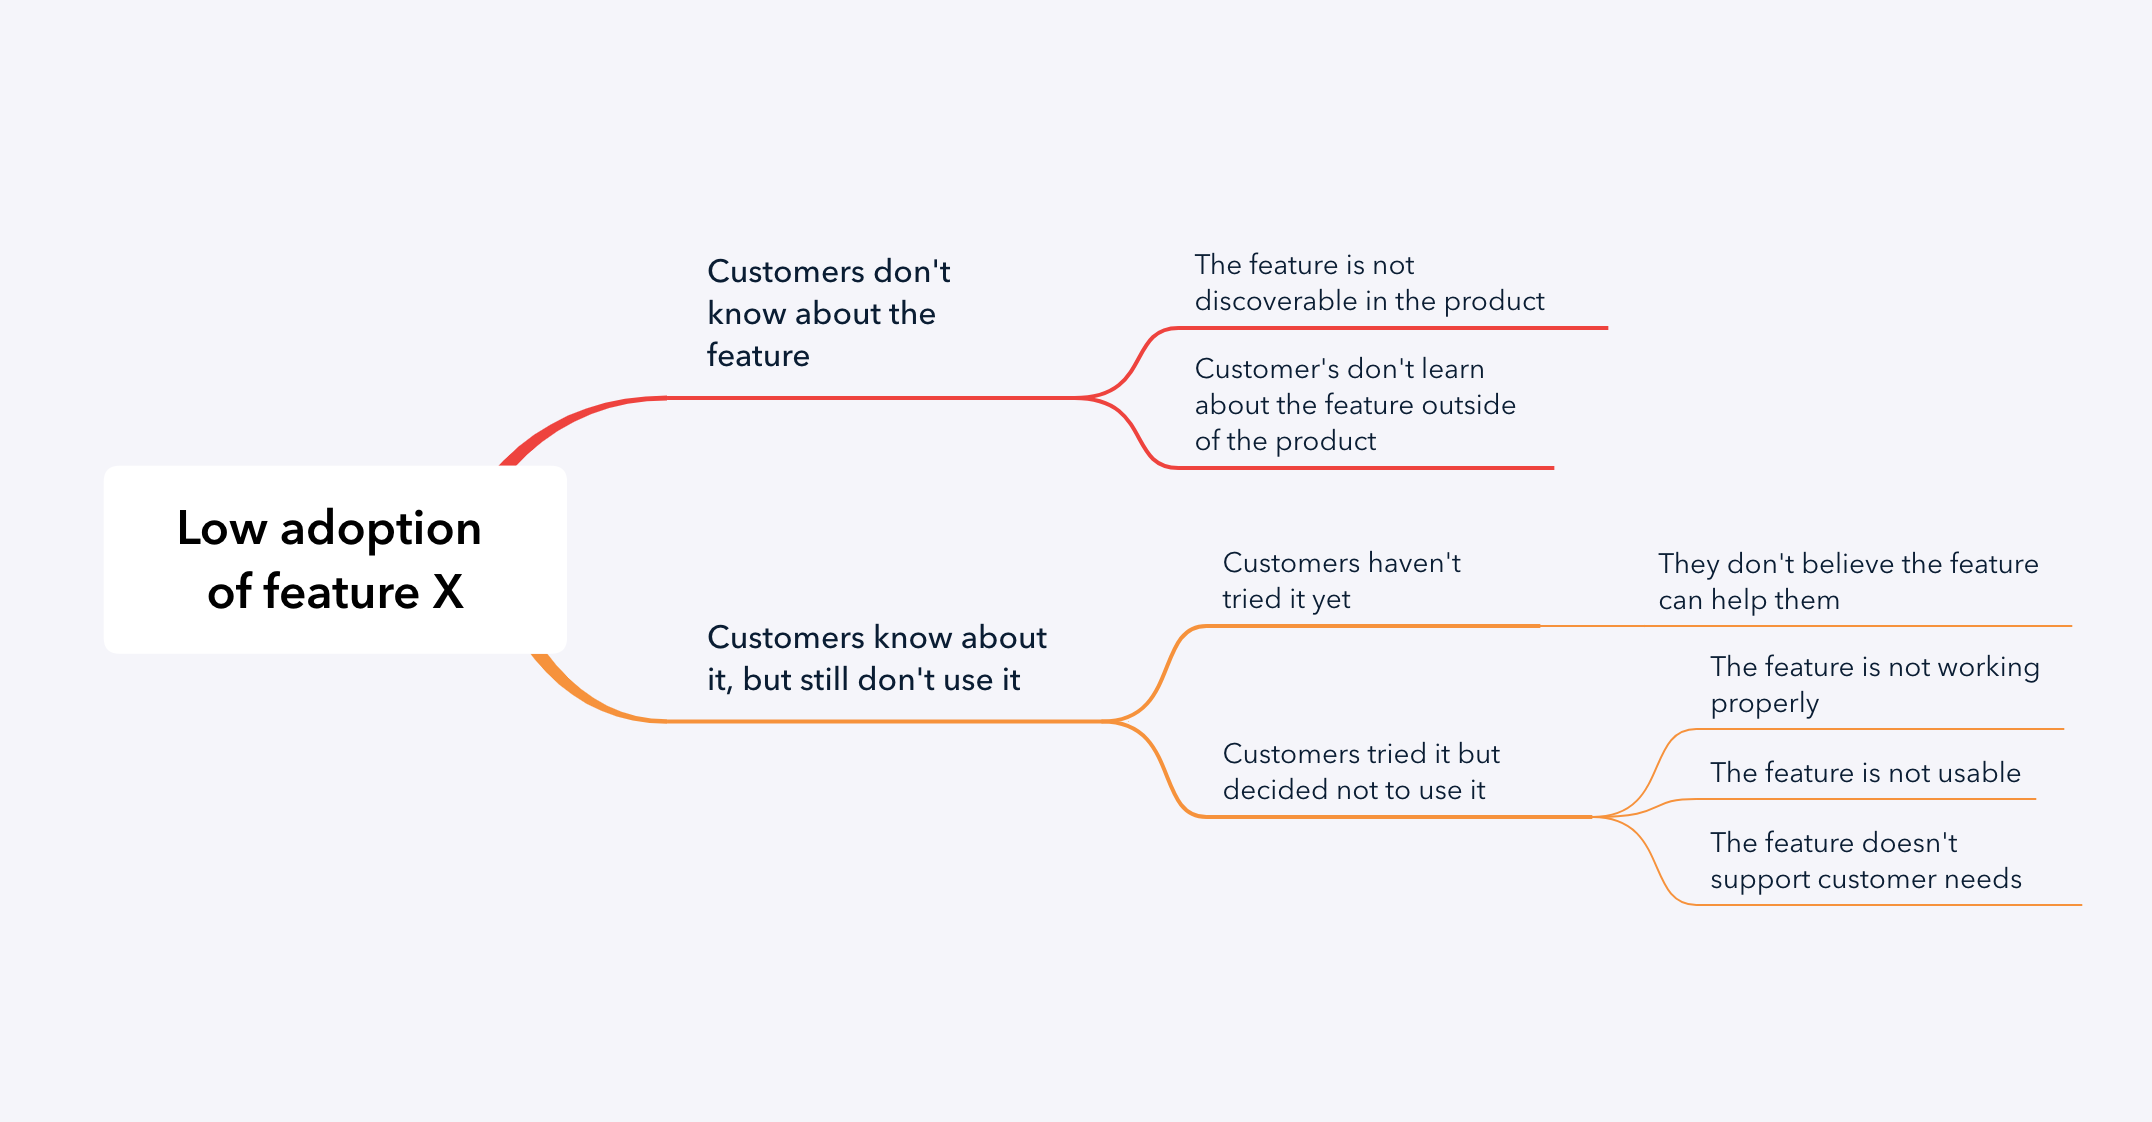 Low adoption
of feature X
Customers don't
know about the
feature
The feature is not
discoverable in the product
Customer's don't learn
about the feature outside
of the product
Customers know about
it, but still don't use it
Customers haven't
tried it yet
They don't believe the feature
can help them
Customers tried it but
decided not to use it
The feature is not working
properly
The feature is not usable
The feature doesn't
support customer needs